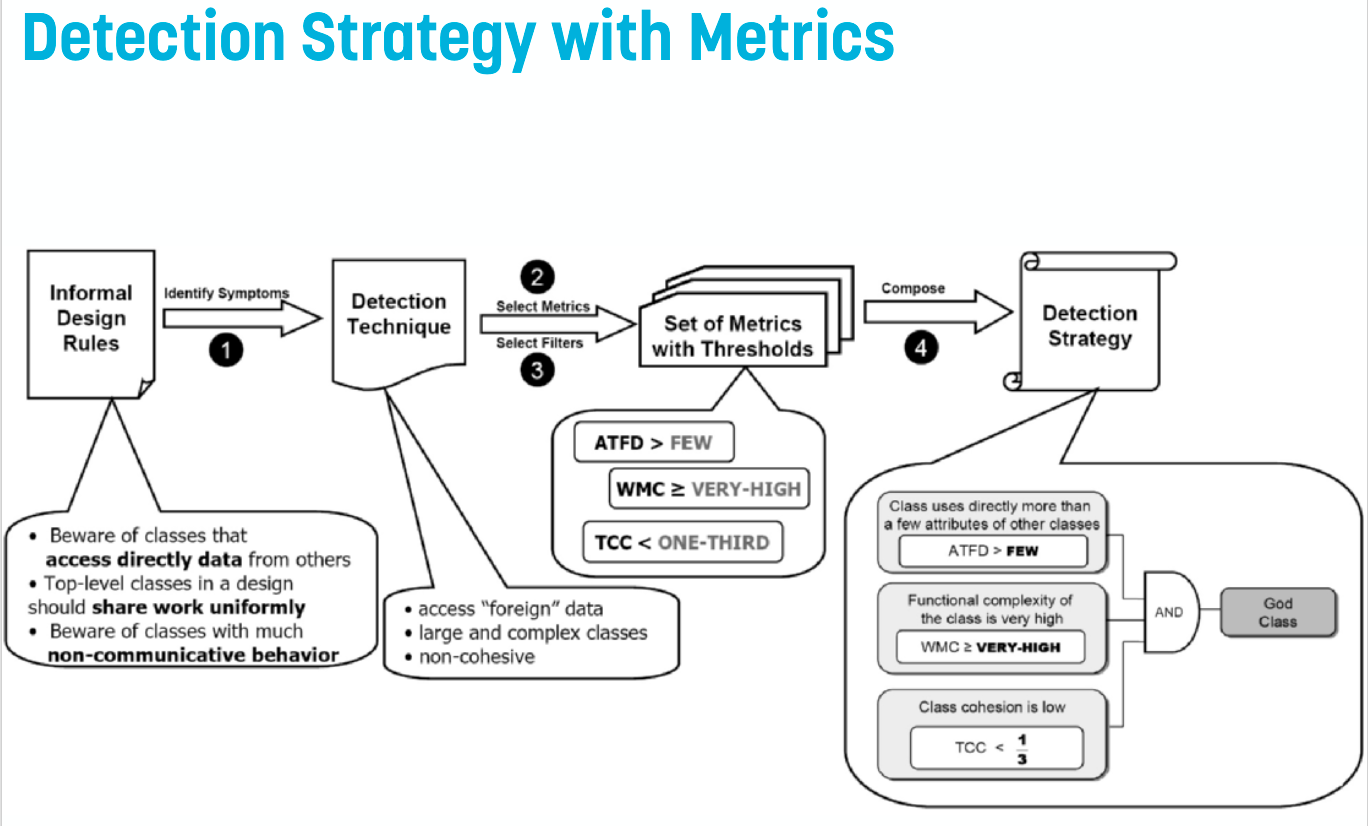 Detection Strategy with Metrics
Informal
Design
Rules
Identify Symptoms
1
Detection
Technique
2
Select Metrics
Select Filters
3
Set of Metrics
with Thresholds
Compose
4
Detection
Strategy
• Beware of classes that
access directly data from others
• Top-level classes in a design
should share work uniformly
• Beware of classes with much
non-communicative behavior
• access "foreign" data
• large and complex classes
• non-cohesive
ATFD > FEW
WMC ≥ VERY-HIGH
TCC < ONE-THIRD
Class uses directly more than
a few attributes of other classes
ATFD > FEW
Functional complexity of
the class is very high
WMC ≥ VERY-HIGH
Class cohesion is low
TCC < 1/3
AND
God
Class